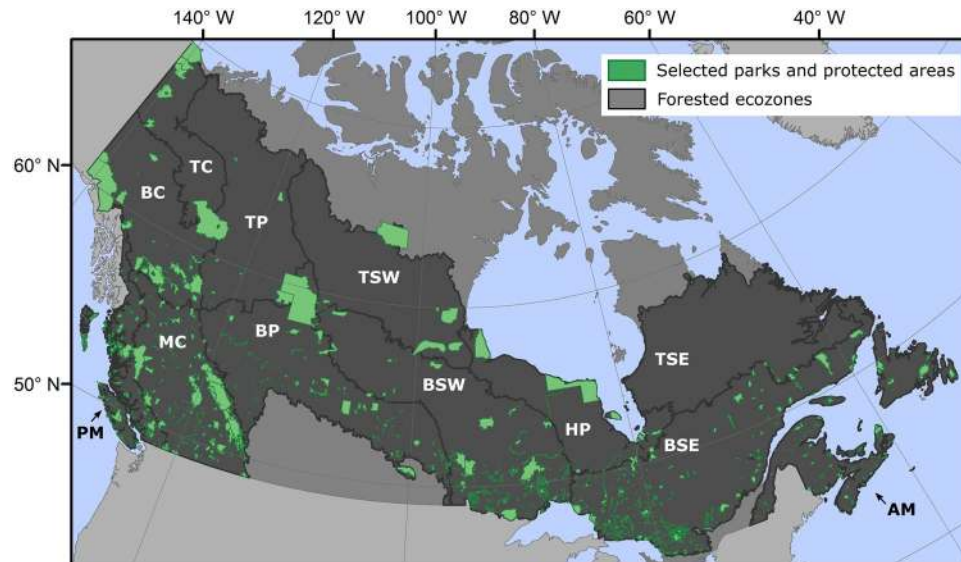 140° W 120° W 100° W 80° W 60° W 40° W
Selected parks and protected areas
Forested ecozones
60° N
TC
BC
TP
TSW
MC
BP
TSE
50° N
BSW
PM
HP
BSE
AM